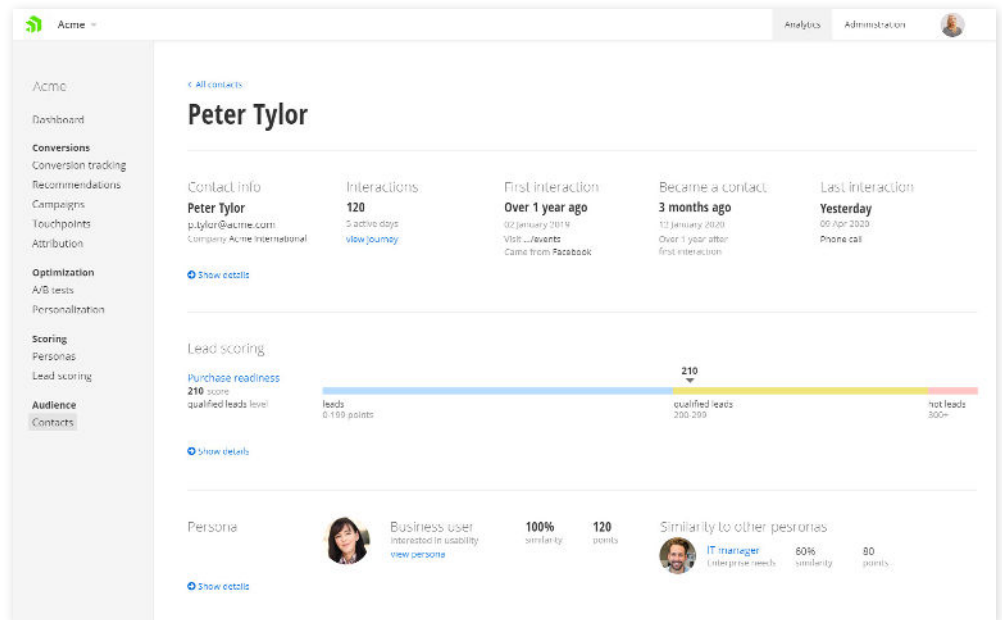 Acme
Analytics
Administration
Acme
Dashboard
Conversions
Conversion tracking
Recommendations
Campaigns
Touchpoints
Attribution
Optimization
A/B tests
Personalization
Scoring
Personas
Lead scoring
Audience
Contacts
< All contacts
Peter Tylor
Contact info
Peter Tylor
p.tylor@acme.com
Company Acme International
Show details
Interactions
120
5 active days
view journey
First interaction
Over 1 year ago
02 January 2019
Visit .../events
Came from Facebook
Became a contact
3 months ago
12 January 2020
Over 1 year after
first interaction
Last interaction
Yesterday
09 Apr 2020
Phone call
Lead scoring
Purchase readiness
210 score
qualified leads level
210
leads
0-199 points
qualified leads
200-299
hot leads
300+
Show details
Persona
Business user
Interested in usability
view persona
100%
similarity
120
points
Similarity to other pesronas
IT manager
Enterprise needs
60%
similarity
80
points
Show details